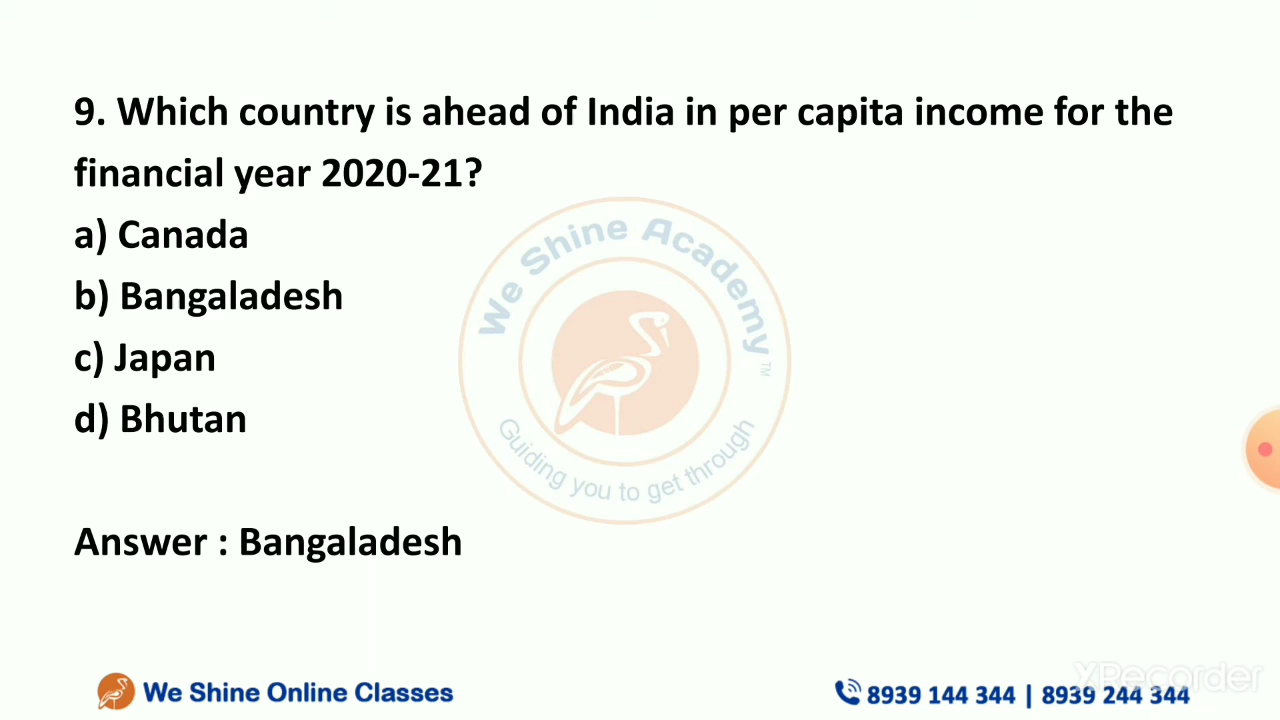 9. Which country is ahead of India in per capita income for the
financial year 2020-21?
a) Canada
b) Bangaladesh
c) Japan
d) Bhutan
Answer : Bangaladesh
We Shine Academy
TM
Guiding you to get through
We Shine Online Classes
8939 144 344 | 8939 244 344
XRecorder